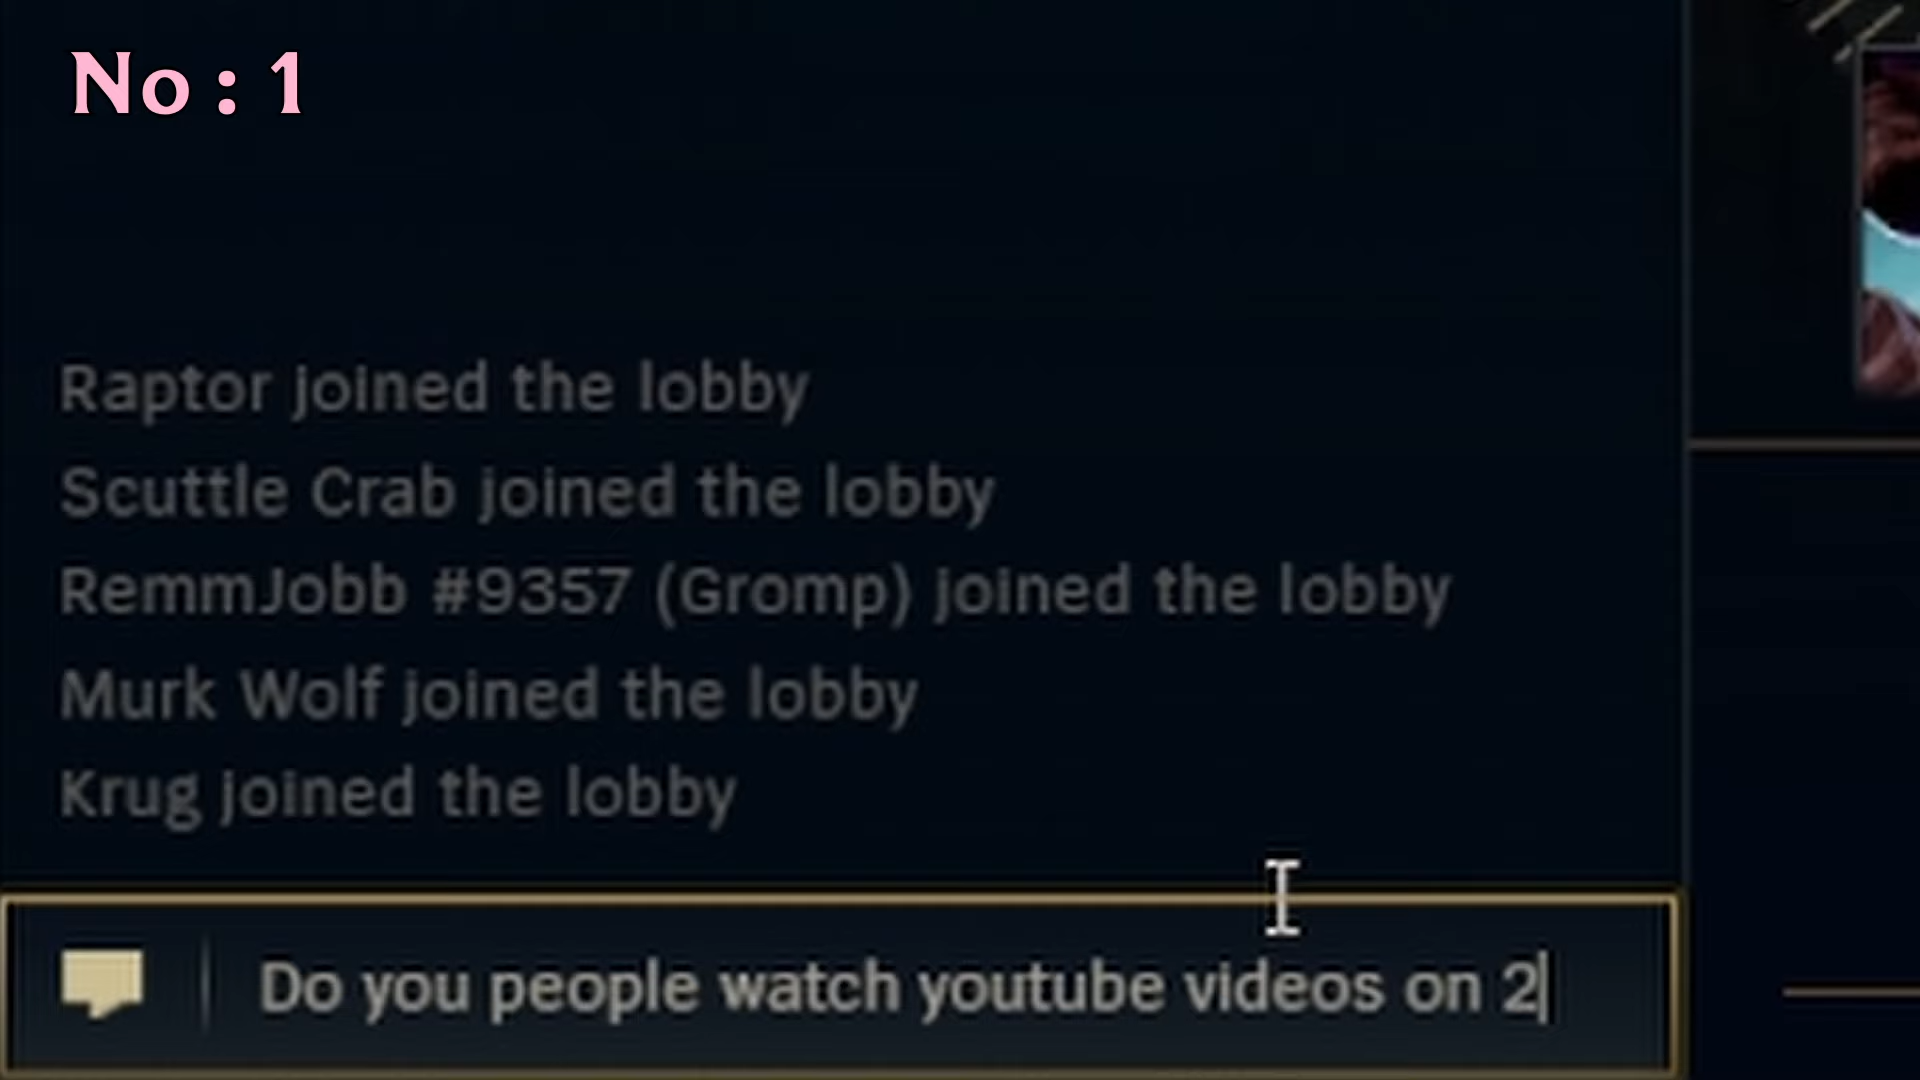 No : 1
Raptor joined the lobby
Scuttle Crab joined the lobby
RemmJobb #9357 (Gromp) joined the lobby
Murk Wolf joined the lobby
Krug joined the lobby
Do you people watch youtube videos on 2